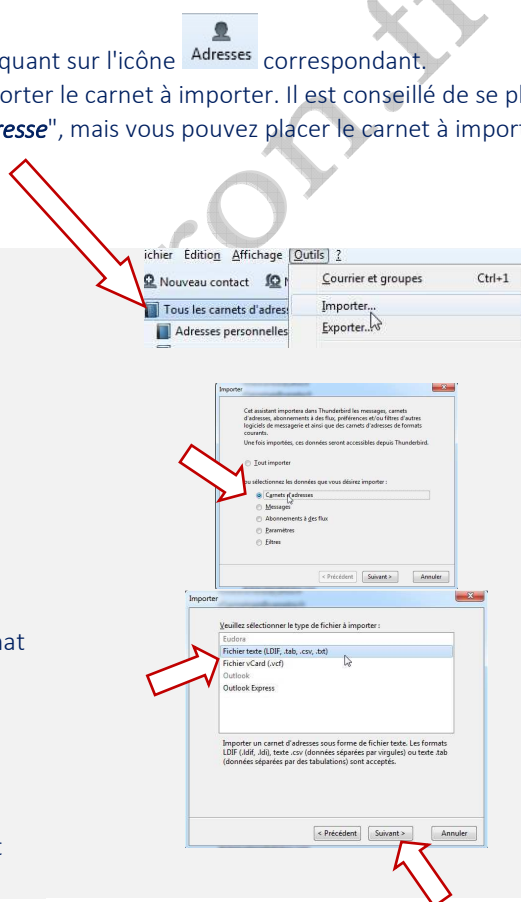 quant sur l'icône Adresses correspondant.
orter le carnet à importer. Il est conseillé de se pl
resse", mais vous pouvez placer le carnet à import
ichier Edition Affichage Outils ?
Nouveau contact
Tous les carnets d'adress
Adresses personnelles
Courrier et groupes Ctrl+1
Importer...
Exporter...
Importer
Cet assistant importera dans Thunderbird les messages, carnets
d'adresses, abonnements à des flux, préférences et/ou filtres d'autres
logiciels de messagerie et ainsi que des carnets d'adresses de formats
courants.
Une fois importées, ces données seront accessibles depuis Thunderbird.
Tout importer
ou sélectionnez les données que vous désirez importer :
Carnets d'adresses
Messages
Abonnements à des flux
Paramètres
Filtres
< Précédent Suivant > Annuler
Importer
Veuillez sélectionner le type de fichier à importer :
Eudora
Fichier texte (LDIF, .tab, .csv, .txt)
Fichier vCard (.vcf)
Outlook
Outlook Express
nat
Importer un carnet d'adresses sous forme de fichier texte. Les formats
LDIF (.ldif, .ldi), texte .csv (données séparées par virgules) ou texte .tab
(données séparées par des tabulations) sont acceptés.
< Précédent Suivant > Annuler
t
ron.fr